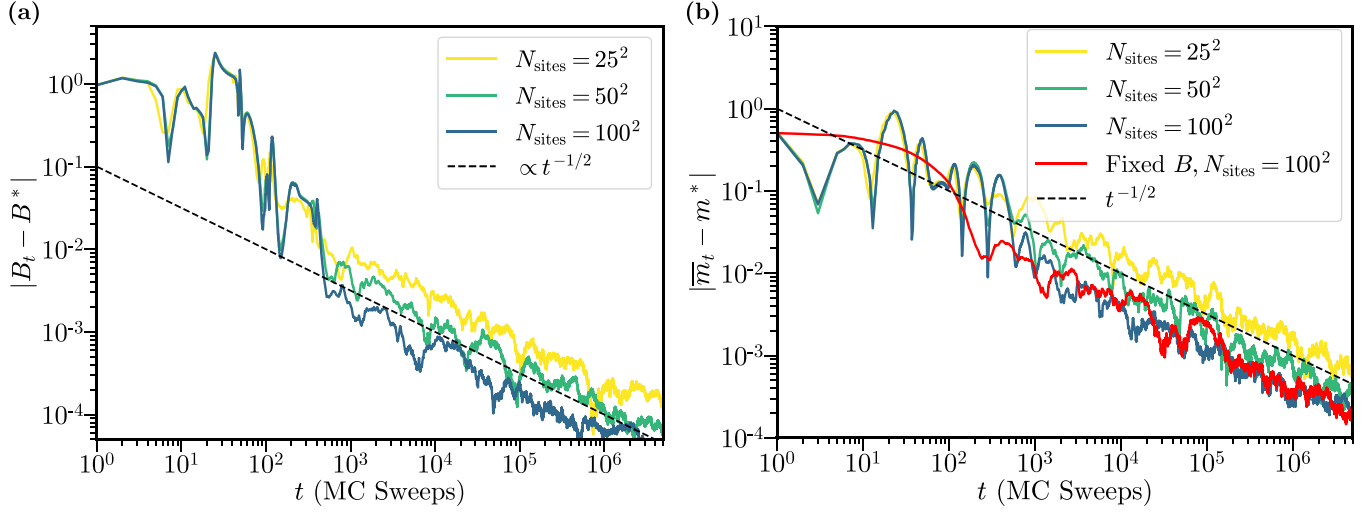 (a)
|B_t − B^*|
10^0
10^{-1}
10^{-2}
10^{-3}
10^{-4}
N_sites = 25^2
N_sites = 50^2
N_sites = 100^2
∝ t^{-1/2}
10^0 10^1 10^2 10^3 10^4 10^5 10^6
t (MC Sweeps)
(b)
|\overline{m}_t − m^*|
10^1
10^0
10^{-1}
10^{-2}
10^{-3}
10^{-4}
N_sites = 25^2
N_sites = 50^2
N_sites = 100^2
Fixed B, N_sites = 100^2
t^{-1/2}
10^0 10^1 10^2 10^3 10^4 10^5 10^6
t (MC Sweeps)